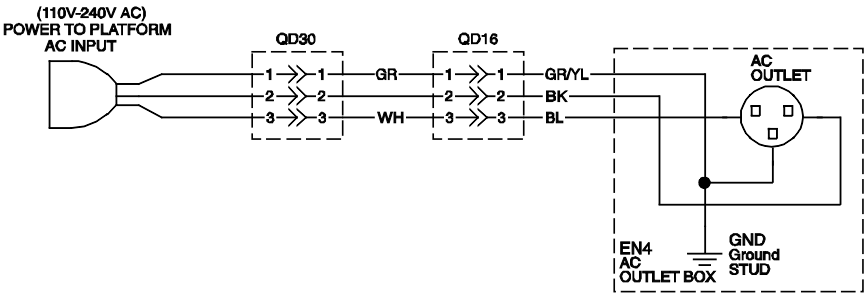 (110V-240V AC)
POWER TO PLATFORM
AC INPUT
QD30
QD16
1 1 GR 1 1 GR/YL
2 2 2 2 BK
3 3 WH 3 3 BL
AC
OUTLET
EN4
AC
OUTLET BOX
GND
Ground
STUD